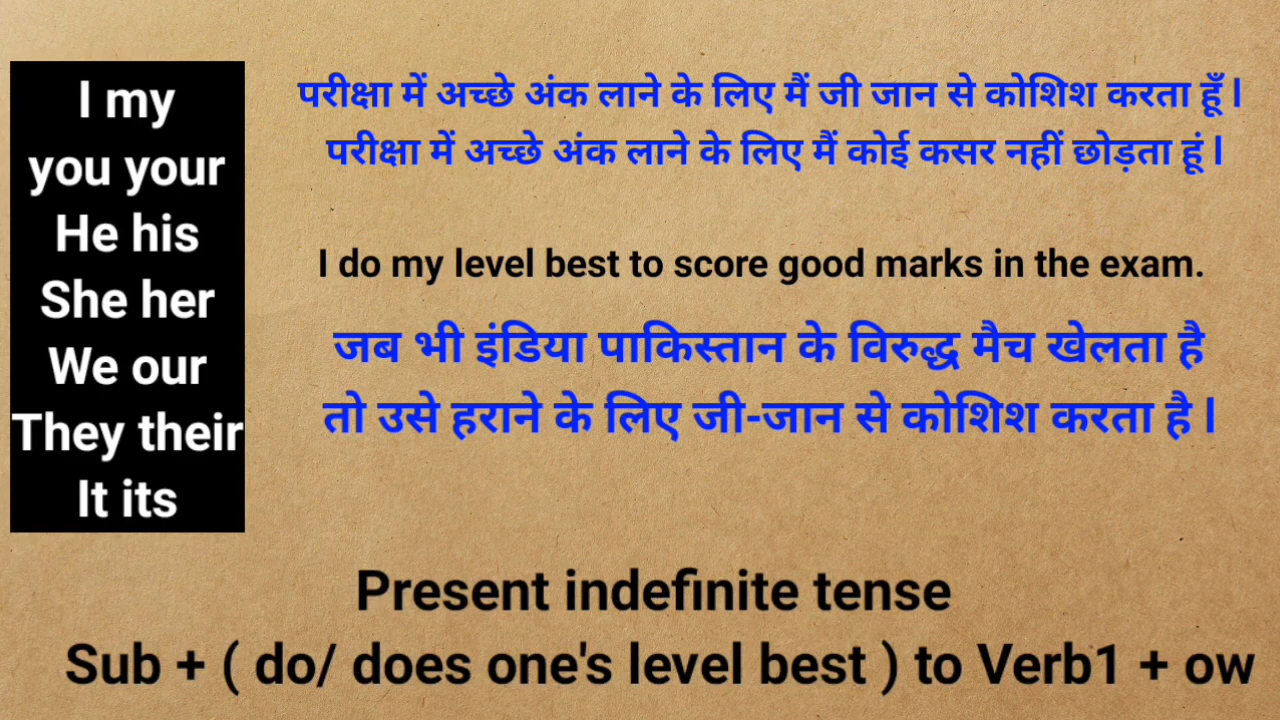 I my
you your
He his
She her
We our
They their
It its
परीक्षा में अच्छे अंक लाने के लिए मैं जी जान से कोशिश करता हूँ l
परीक्षा में अच्छे अंक लाने के लिए मैं कोई कसर नहीं छोड़ता हूं l
I do my level best to score good marks in the exam.
जब भी इंडिया पाकिस्तान के विरुद्ध मैच खेलता है
तो उसे हराने के लिए जी-जान से कोशिश करता है l
Present indefinite tense
Sub + ( do/ does one's level best ) to Verb1 + ow